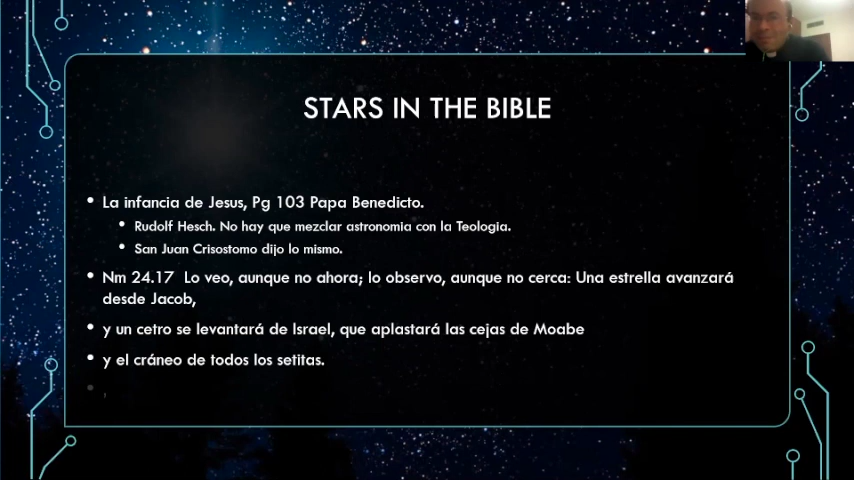 STARS IN THE BIBLE
La infancia de Jesus, Pg 103 Papa Benedicto.
Rudolf Hesch. No hay que mezclar astronomia con la Teologia.
San Juan Crisostomo dijo lo mismo.
Nm 24.17 Lo veo, aunque no ahora; lo observo, aunque no cerca: Una estrella avanzará
desde Jacob,
y un cetro se levantará de Israel, que aplastará las cejas de Moabe
y el cráneo de todos los setitas.